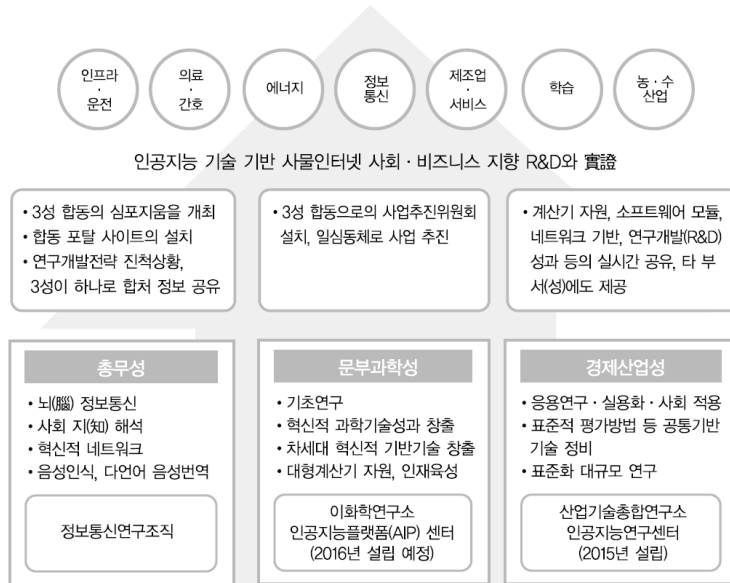 인프라
·
운전
의료
·
간호
에너지
정보
통신
제조업
·
서비스
학습
농·수
산업
인공지능 기술 기반 사물인터넷 사회·비즈니스 지향 R&D와 實證
• 3성 합동의 심포지움을 개최
• 합동 포탈 사이트의 설치
• 연구개발전략 진척상황,
3성이 하나로 합쳐 정보 공유
• 3성 합동으로의 사업추진위원회
설치, 일심동체로 사업 추진
• 계산기 자원, 소프트웨어 모듈,
네트워크 기반, 연구개발(R&D)
성과 등의 실시간 공유, 타 부
서(성)에도 제공
총무성
• 뇌(腦) 정보통신
• 사회 지(知) 해석
• 혁신적 네트워크
• 음성인식, 다언어 음성번역
정보통신연구조직
문부과학성
• 기초연구
• 혁신적 과학기술성과 창출
• 차세대 혁신적 기반기술 창출
• 대형계산기 자원, 인재육성
이화학연구소
인공지능플랫폼(AIP) 센터
(2016년 설립 예정)
경제산업성
• 응용연구·실용화·사회 적용
• 표준적 평가방법 등 공통기반
기술 정비
• 표준화 대규모 연구
산업기술총합연구소
인공지능연구센터
(2015년 설립)